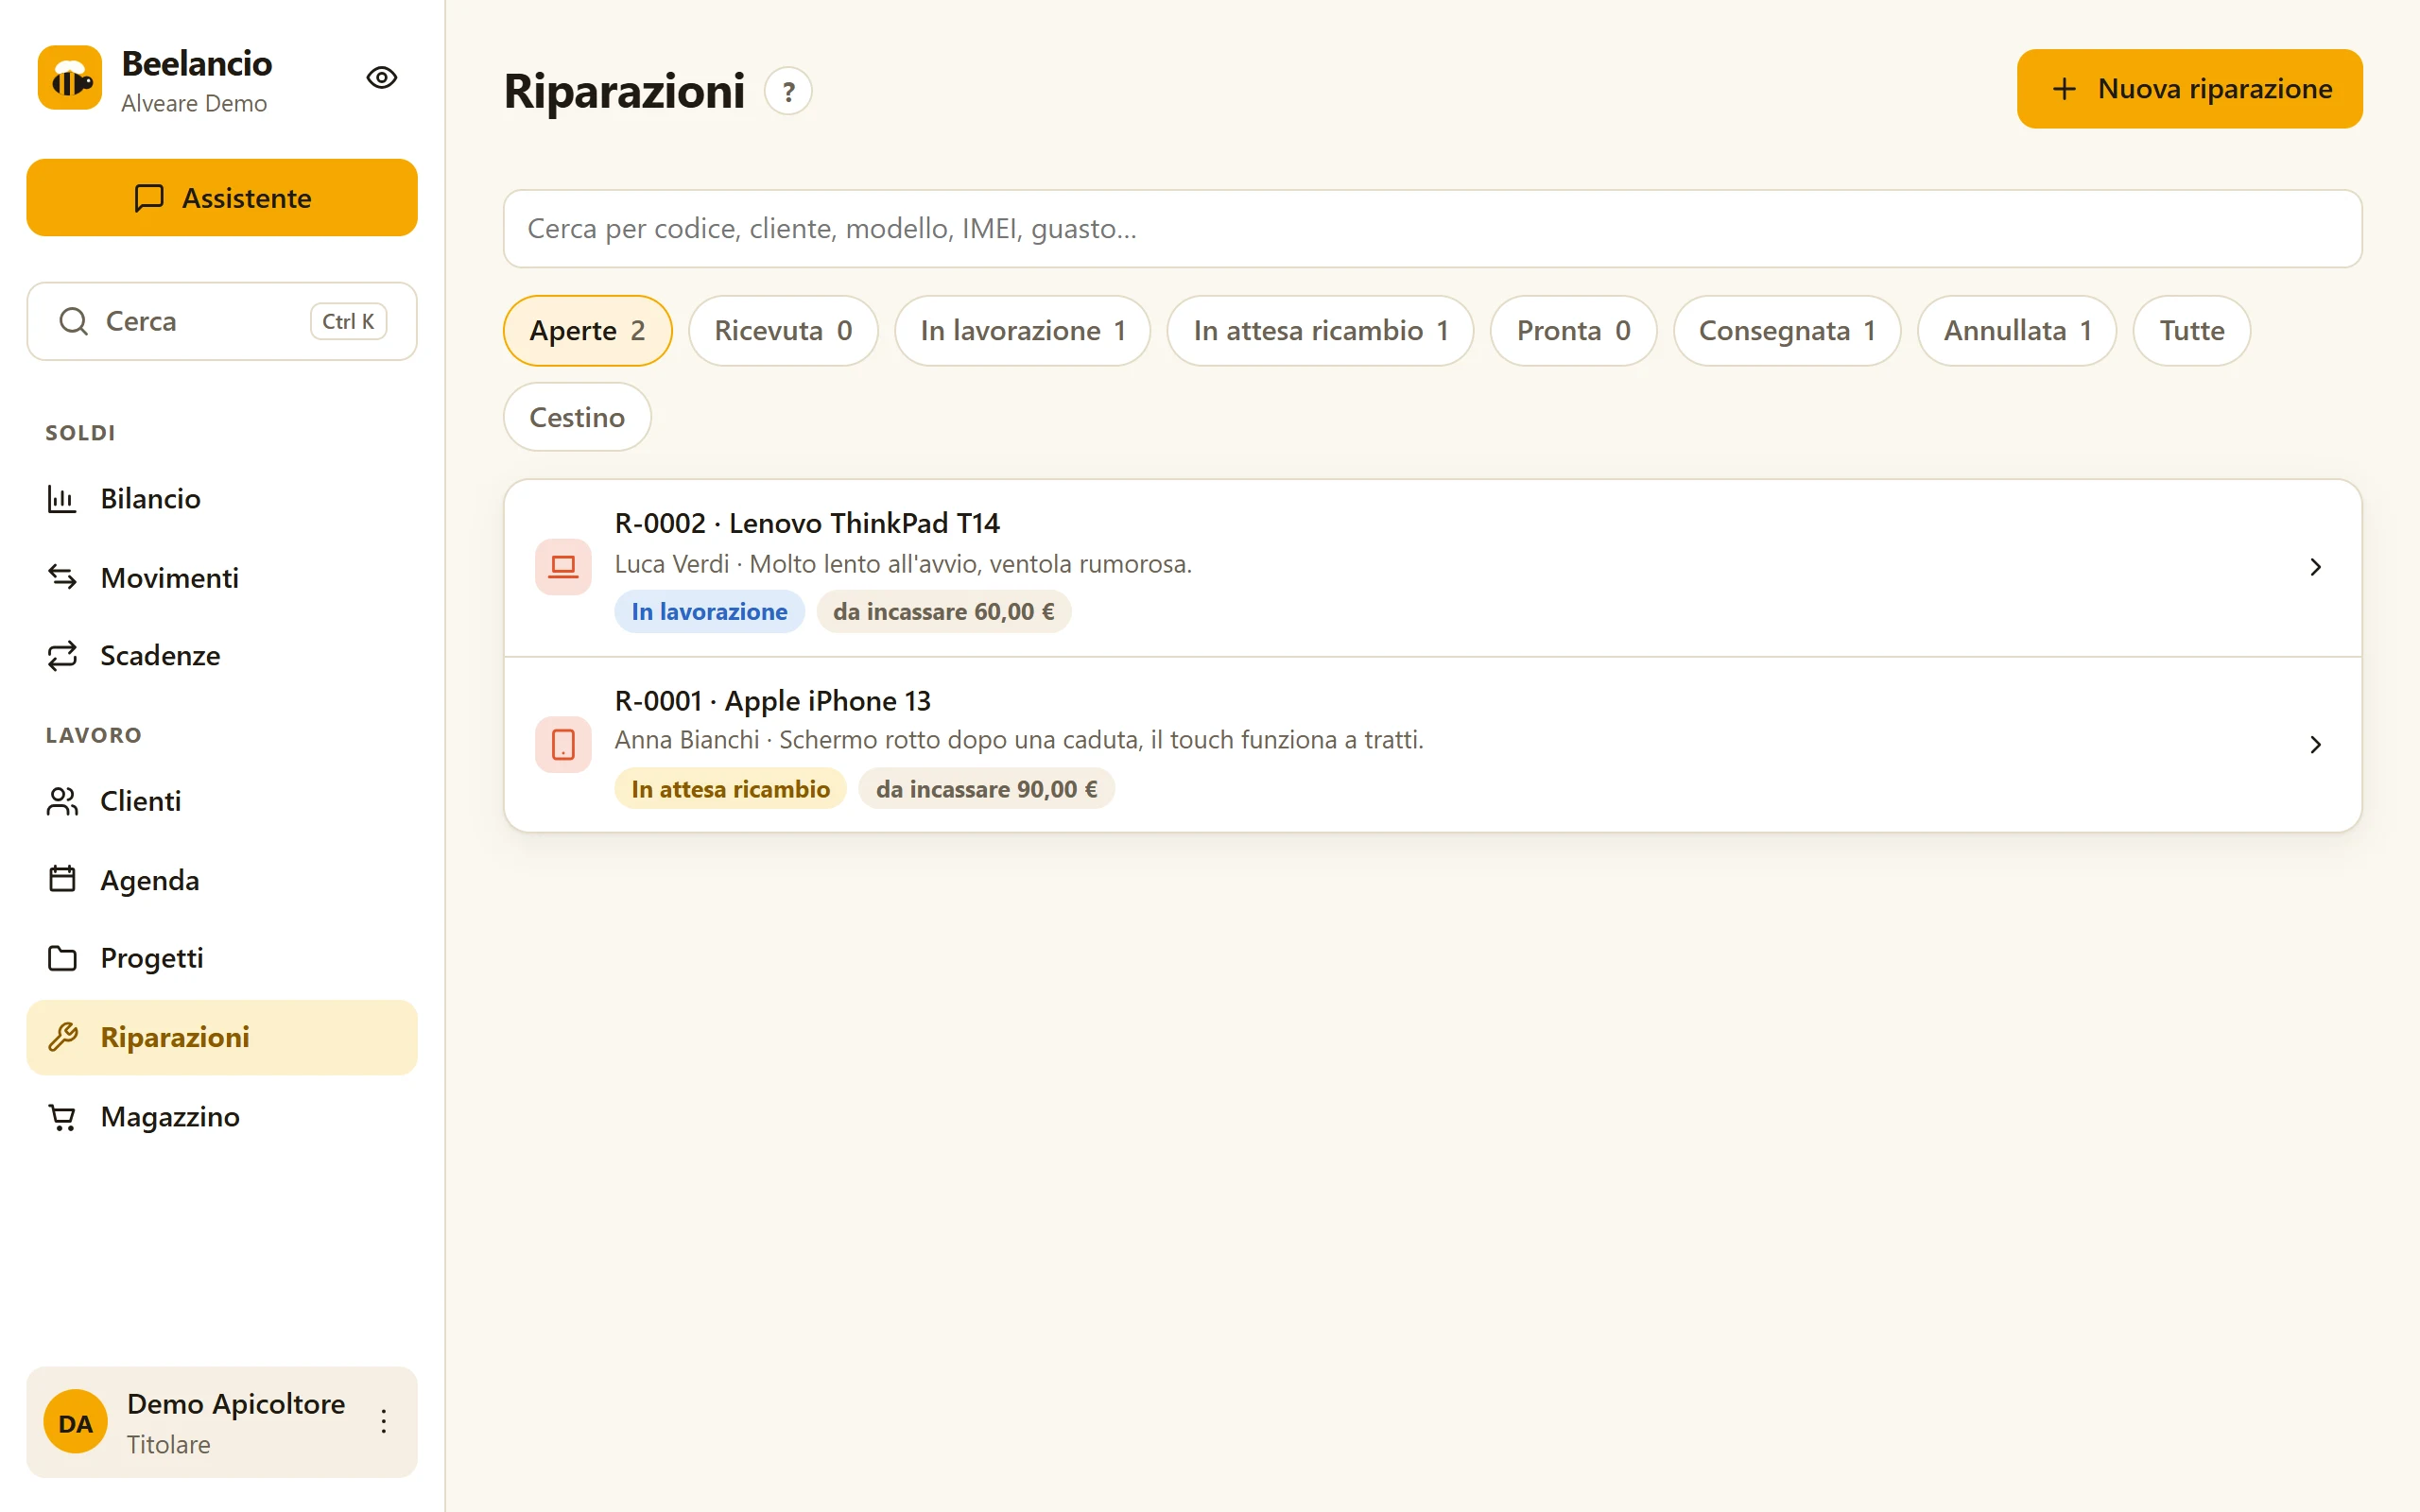 Beelancio
Alveare Demo
Assistente
Cerca
Ctrl K
SOLDI
Bilancio
Movimenti
Scadenze
LAVORO
Clienti
Agenda
Progetti
Riparazioni
Magazzino
DA
Demo Apicoltore
Titolare
Riparazioni
?
Nuova riparazione
Cerca per codice, cliente, modello, IMEI, guasto...
Aperte 2
Ricevuta 0
In lavorazione 1
In attesa ricambio 1
Pronta 0
Consegnata 1
Annullata 1
Tutte
Cestino
R-0002 · Lenovo ThinkPad T14
Luca Verdi · Molto lento all'avvio, ventola rumorosa.
In lavorazione
da incassare 60,00 €
R-0001 · Apple iPhone 13
Anna Bianchi · Schermo rotto dopo una caduta, il touch funziona a tratti.
In attesa ricambio
da incassare 90,00 €